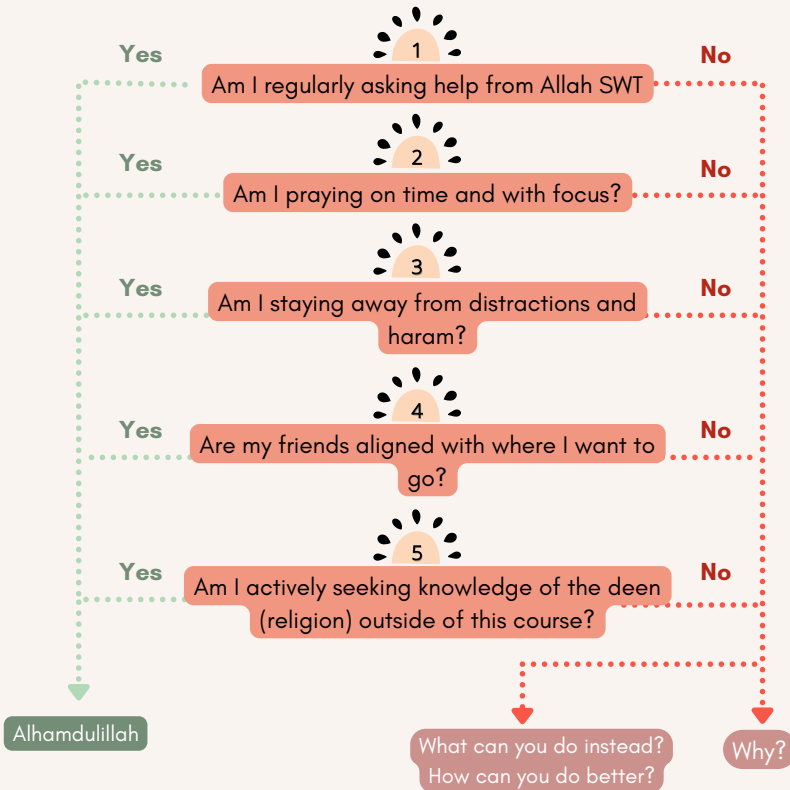 1
Yes
No
Am I regularly asking help from Allah SWT
2
Yes
No
Am I praying on time and with focus?
3
Yes
No
Am I staying away from distractions and
haram?
4
Yes
No
Are my friends aligned with where I want to
go?
5
Yes
No
Am I actively seeking knowledge of the deen
(religion) outside of this course?
Alhamdulillah
What can you do instead?
How can you do better?
Why?